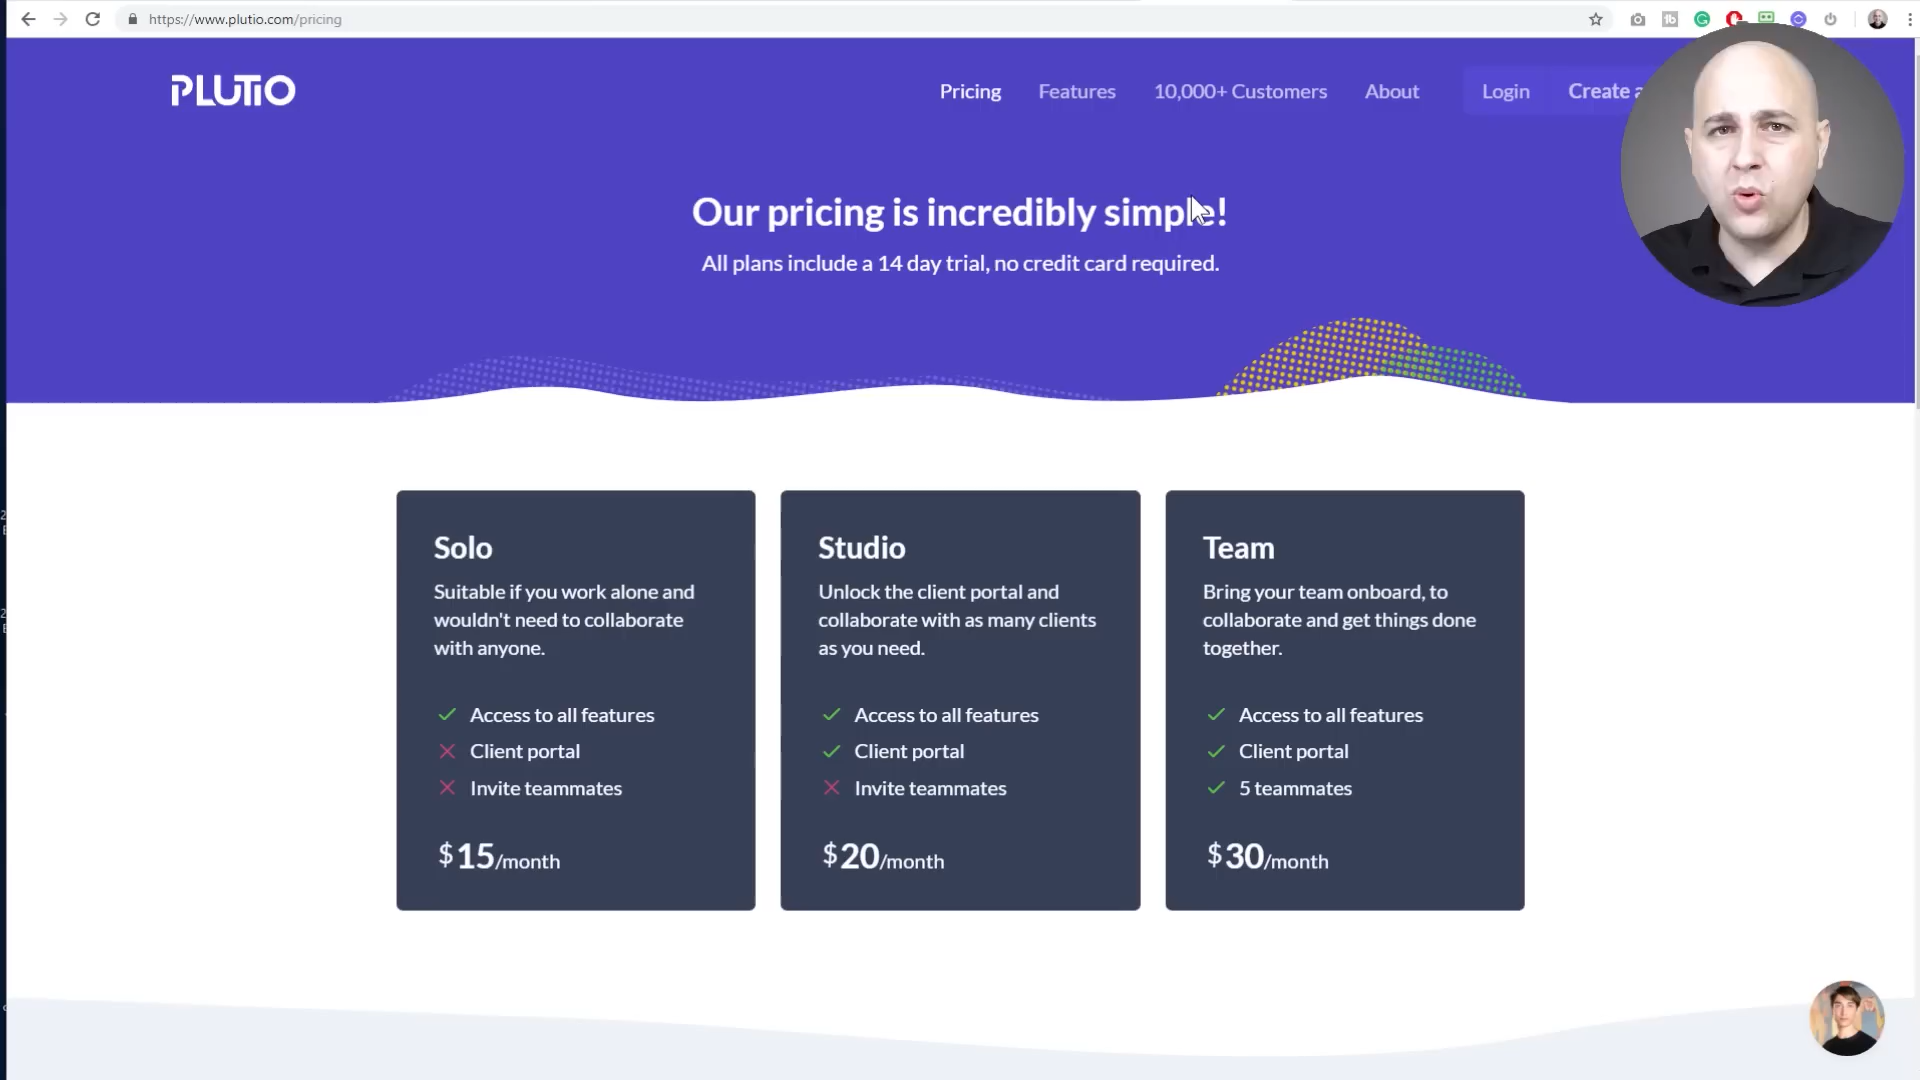 https://www.plutio.com/pricing
PLUTIO
Pricing
Features
10,000+ Customers
About
Login
Create a
Our pricing is incredibly simple!
All plans include a 14 day trial, no credit card required.
Solo
Suitable if you work alone and
wouldn't need to collaborate
with anyone.
Access to all features
Client portal
Invite teammates
$15/month
Studio
Unlock the client portal and
collaborate with as many clients
as you need.
Access to all features
Client portal
Invite teammates
$20/month
Team
Bring your team onboard, to
collaborate and get things done
together.
Access to all features
Client portal
5 teammates
$30/month